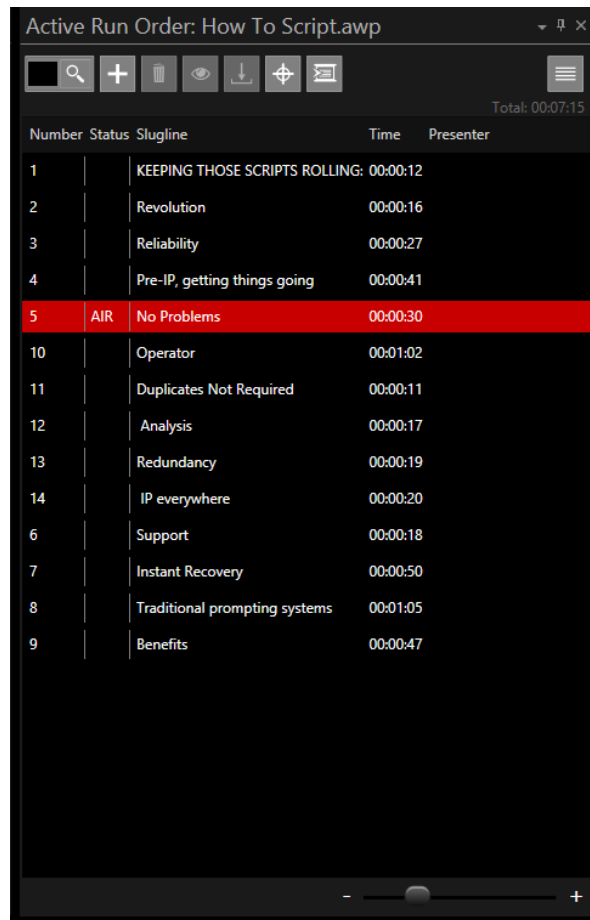 Active Run Order: How To Script.awp
Total: 00:07:15
Number Status Slugline Time Presenter
1 KEEPING THOSE SCRIPTS ROLLING: 00:00:12
2 Revolution 00:00:16
3 Reliability 00:00:27
4 Pre-IP, getting things going 00:00:41
5 AIR No Problems 00:00:30
10 Operator 00:01:02
11 Duplicates Not Required 00:00:11
12 Analysis 00:00:17
13 Redundancy 00:00:19
14 IP everywhere 00:00:20
6 Support 00:00:18
7 Instant Recovery 00:00:50
8 Traditional prompting systems 00:01:05
9 Benefits 00:00:47
- +